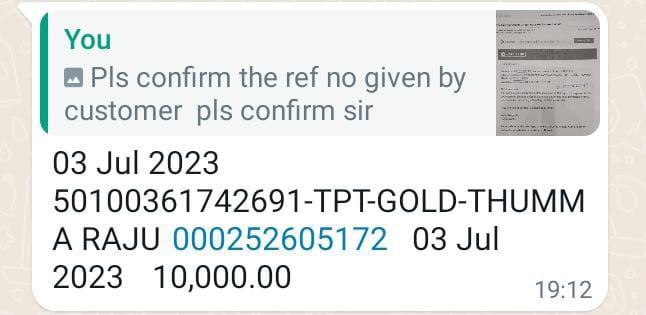 You
Pls confirm the ref no given by
customer pls confirm sir
03 Jul 2023
50100361742691-TPT-GOLD-THUMM
A RAJU 000252605172 03 Jul
2023 10,000.00
19:12